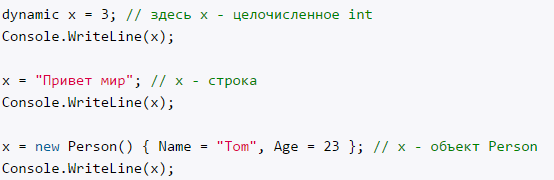 dynamic x = 3; // здесь x - целочисленное int
Console.WriteLine(x);
x = "Привет мир"; // x - строка
Console.WriteLine(x);
x = new Person() { Name = "Tom", Age = 23 }; // x - объект Person
Console.WriteLine(x);